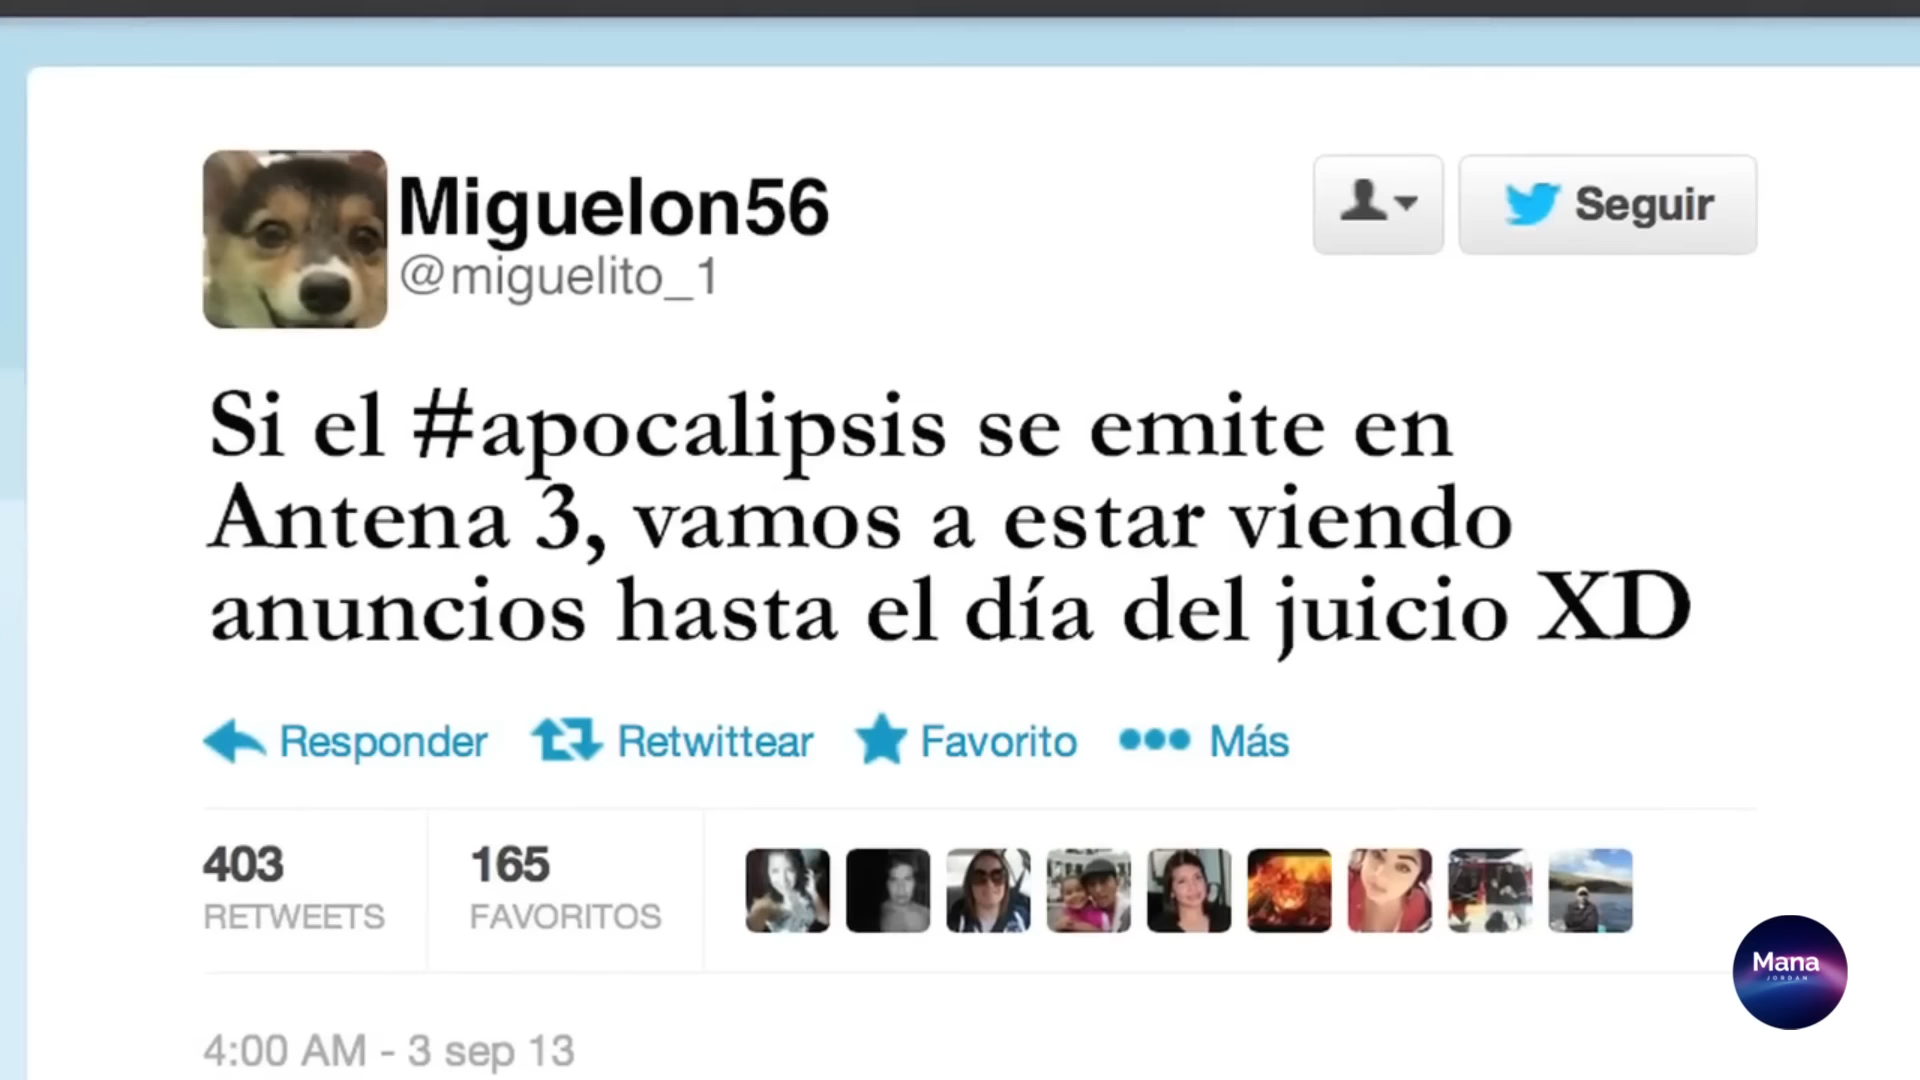 Miguelon56
@miguelito_1
Seguir
Si el #apocalipsis se emite en
Antena 3, vamos a estar viendo
anuncios hasta el día del juicio XD
Responder Retwittear Favorito Más
403 165
RETWEETS FAVORITOS
Mana
JORDAN
4:00 AM - 3 sep 13